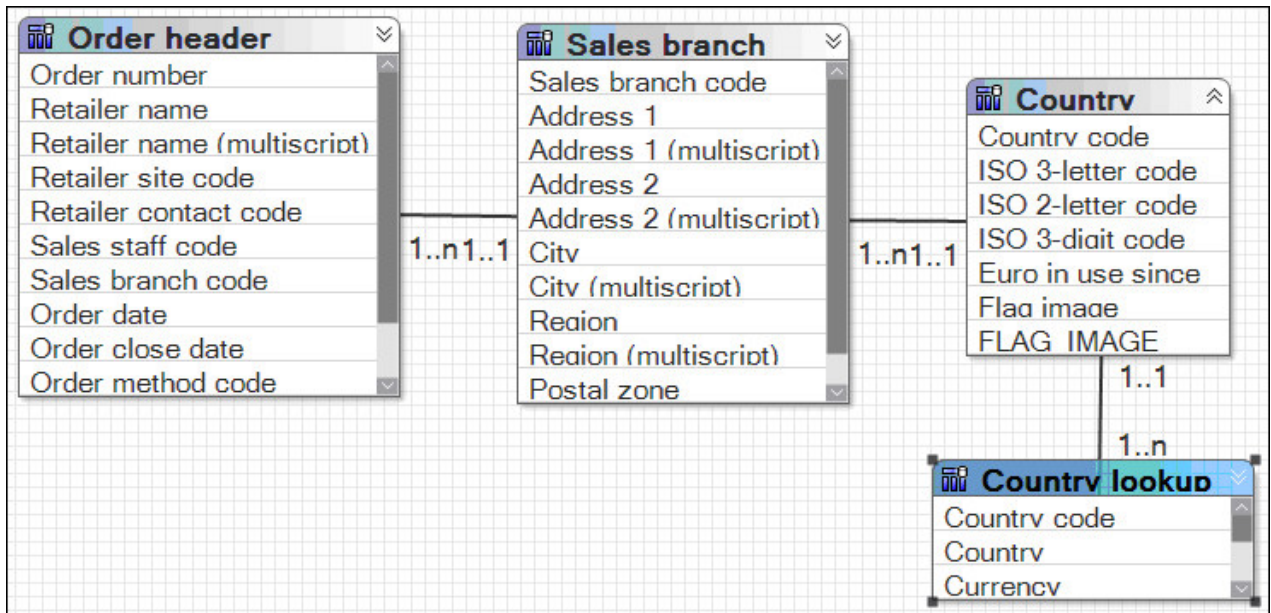 Order header
Order number
Retailer name
Retailer name (multiscript)
Retailer site code
Retailer contact code
Sales staff code
Sales branch code
Order date
Order close date
Order method code
1..n 1..1
Sales branch
Sales branch code
Address 1
Address 1 (multiscript)
Address 2
Address 2 (multiscript)
City
City (multiscript)
Region
Region (multiscript)
Postal zone
1..n 1..1
Country
Country code
ISO 3-letter code
ISO 2-letter code
ISO 3-digit code
Euro in use since
Flag image
FLAG_IMAGE
1..1
1..n
Country lookup
Country code
Country
Currency